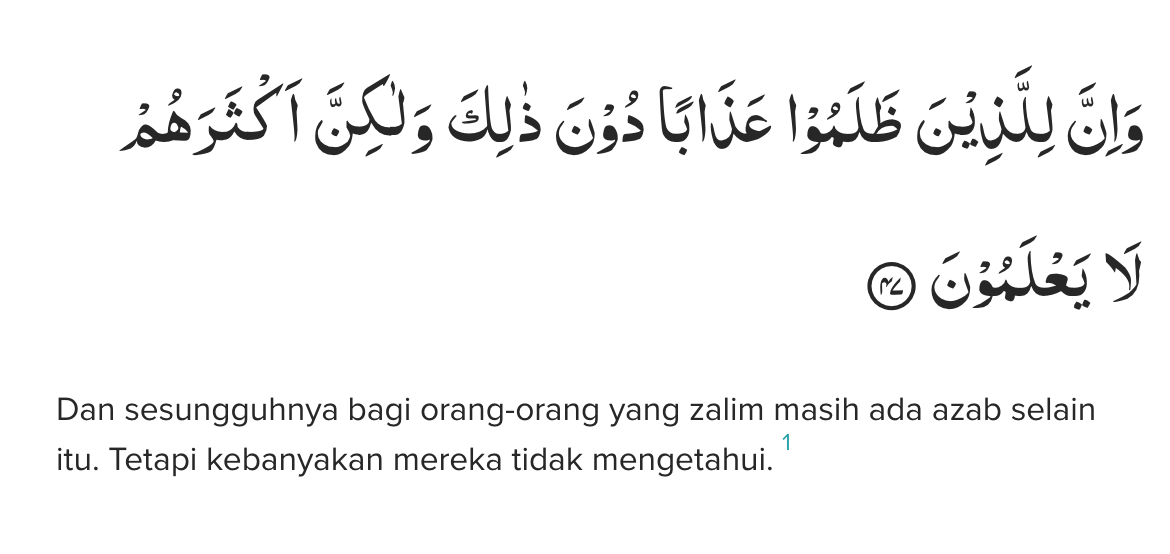 وَاِنَّ لِلَّذِيْنَ ظَلَمُوْا عَذَابًا دُوْنَ ذٰلِكَ وَلٰكِنَّ اَكْثَرَهُمْ
لَا يَعْلَمُوْنَ ۴۷
Dan sesungguhnya bagi orang-orang yang zalim masih ada azab selain
itu. Tetapi kebanyakan mereka tidak mengetahui. 1